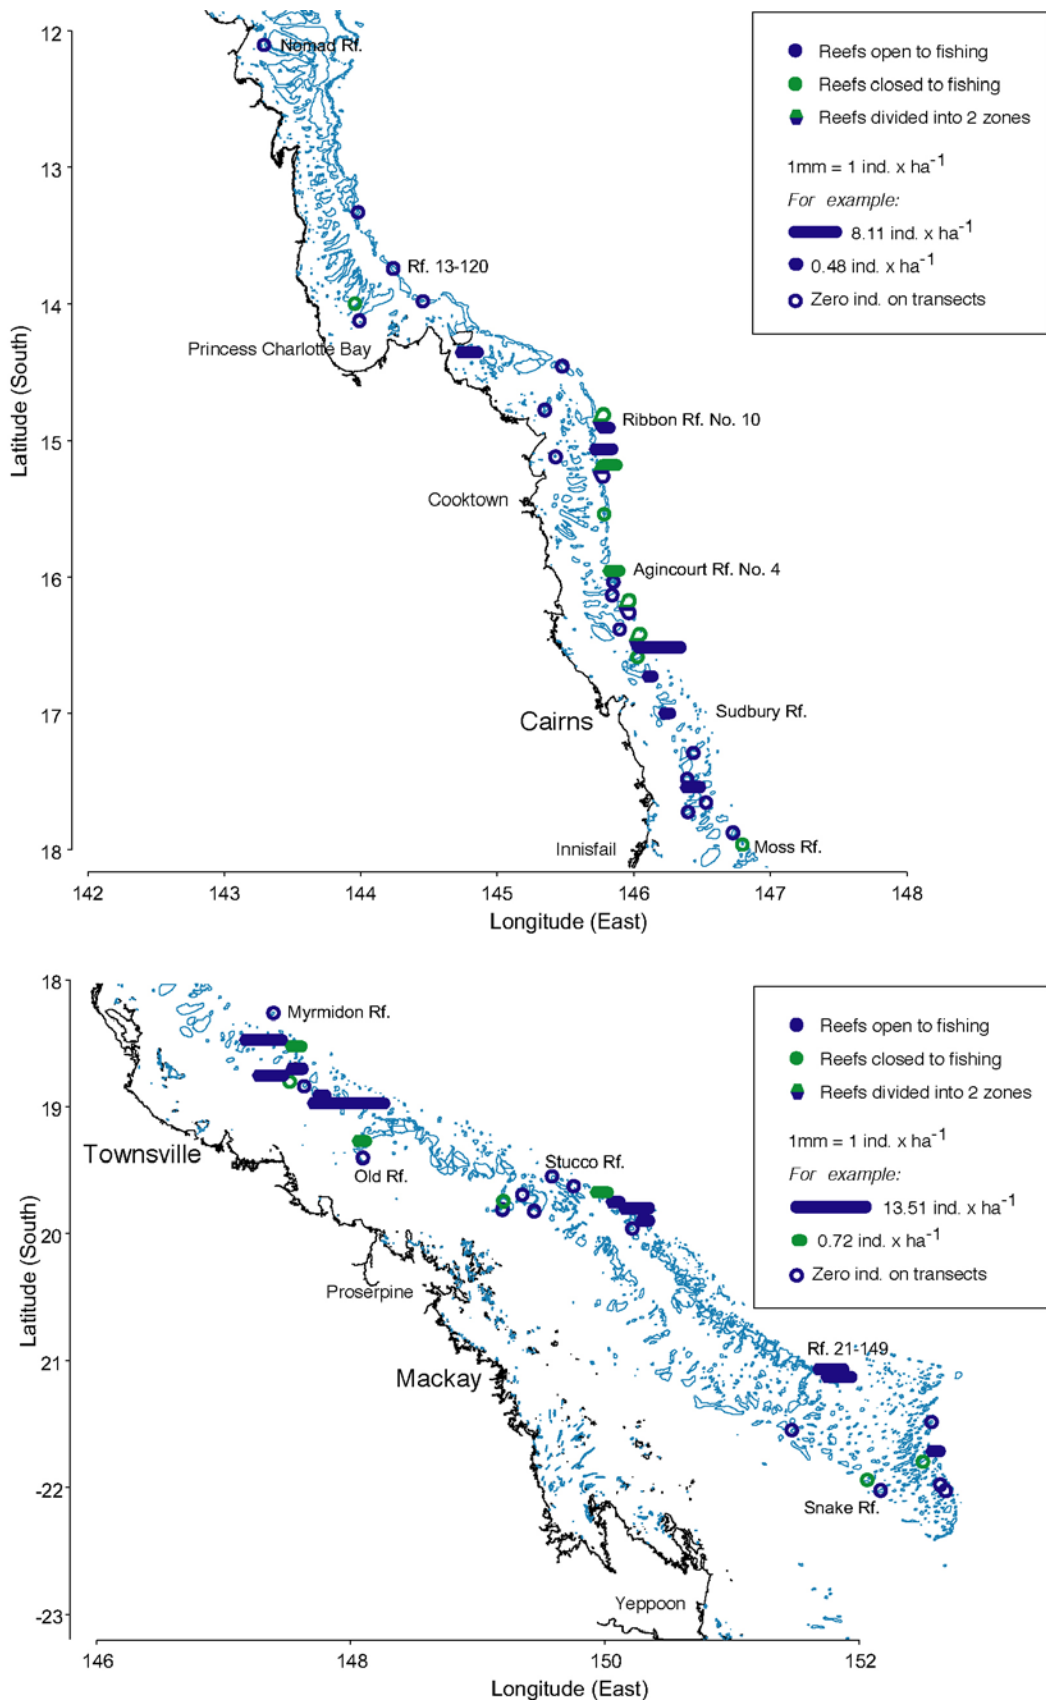 12
Nomad Rf.
Reefs open to fishing
Reefs closed to fishing
Reefs divided into 2 zones
1mm = 1 ind. x ha-1
For example:
8.11 ind. x ha-1
0.48 ind. x ha-1
Zero ind. on transects
13
Rf. 13-120
14
Princess Charlotte Bay
Latitude (South)
Ribbon Rf. No. 10
15
Cooktown
Agincourt Rf. No. 4
16
Sudbury Rf.
17
Cairns
18
Innisfail
Moss Rf.
142 143 144 145 146 147 148
Longitude (East)
18
Myrmidon Rf.
Reefs open to fishing
Reefs closed to fishing
Reefs divided into 2 zones
1mm = 1 ind. x ha-1
For example:
13.51 ind. x ha-1
0.72 ind. x ha-1
Zero ind. on transects
19
Townsville
Old Rf.
Stucco Rf.
20
Latitude (South)
Proserpine
Rf. 21-149
21
Mackay
-22
Snake Rf.
Yeppoon
-23
146 148 150 152
Longitude (East)